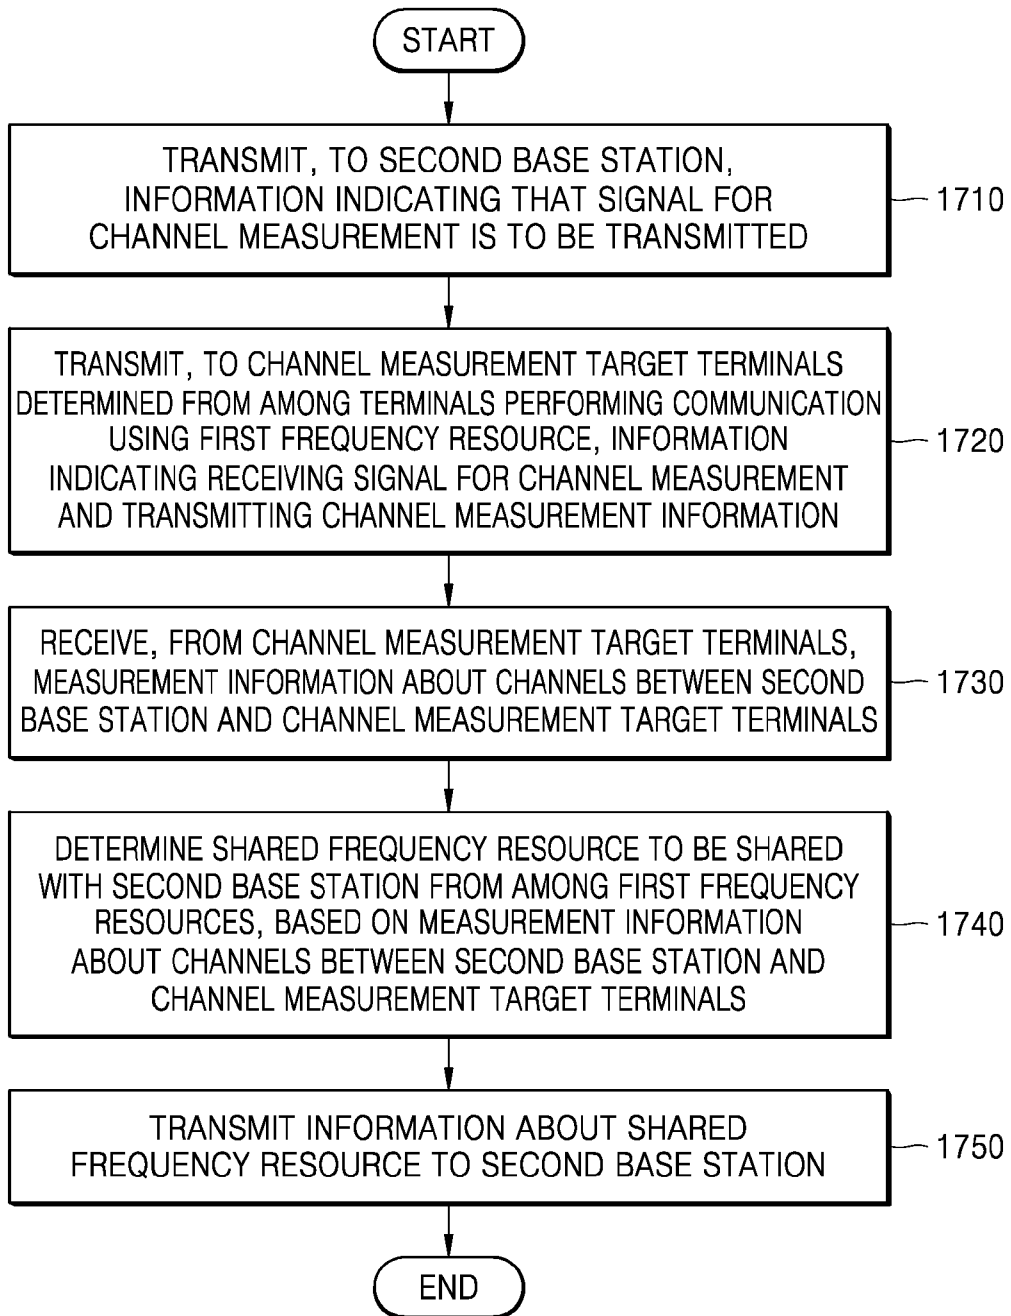 START
TRANSMIT, TO SECOND BASE STATION,
INFORMATION INDICATING THAT SIGNAL FOR
CHANNEL MEASUREMENT IS TO BE TRANSMITTED
1710
TRANSMIT, TO CHANNEL MEASUREMENT TARGET TERMINALS
DETERMINED FROM AMONG TERMINALS PERFORMING COMMUNICATION
USING FIRST FREQUENCY RESOURCE, INFORMATION
INDICATING RECEIVING SIGNAL FOR CHANNEL MEASUREMENT
AND TRANSMITTING CHANNEL MEASUREMENT INFORMATION
1720
RECEIVE, FROM CHANNEL MEASUREMENT TARGET TERMINALS,
MEASUREMENT INFORMATION ABOUT CHANNELS BETWEEN SECOND
BASE STATION AND CHANNEL MEASUREMENT TARGET TERMINALS
1730
DETERMINE SHARED FREQUENCY RESOURCE TO BE SHARED
WITH SECOND BASE STATION FROM AMONG FIRST FREQUENCY
RESOURCES, BASED ON MEASUREMENT INFORMATION
ABOUT CHANNELS BETWEEN SECOND BASE STATION AND
CHANNEL MEASUREMENT TARGET TERMINALS
1740
TRANSMIT INFORMATION ABOUT SHARED
FREQUENCY RESOURCE TO SECOND BASE STATION
1750
END